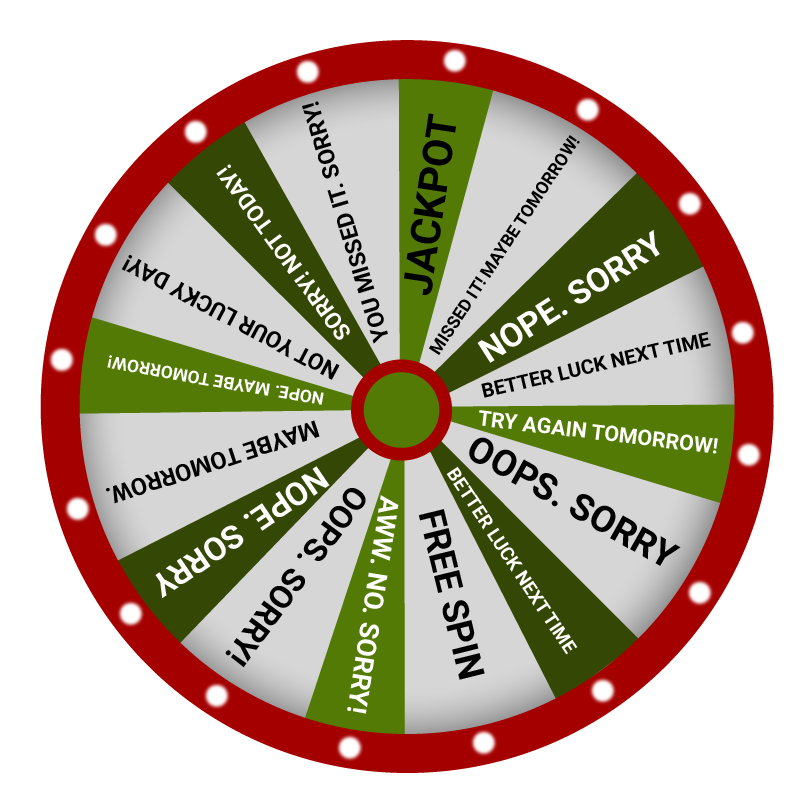 JACKPOT
MISSED IT! MAYBE TOMORROW!
NOPE. SORRY
BETTER LUCK NEXT TIME
TRY AGAIN TOMORROW!
OOPS. SORRY
BETTER LUCK NEXT TIME
FREE SPIN
AWW. NO. SORRY!
OOPS. SORRY!
NOPE. SORRY
MAYBE TOMORROW.
NOPE. MAYBE TOMORROW!
NOT YOUR LUCKY DAY!
SORRY! NOT TODAY!
YOU MISSED IT. SORRY!